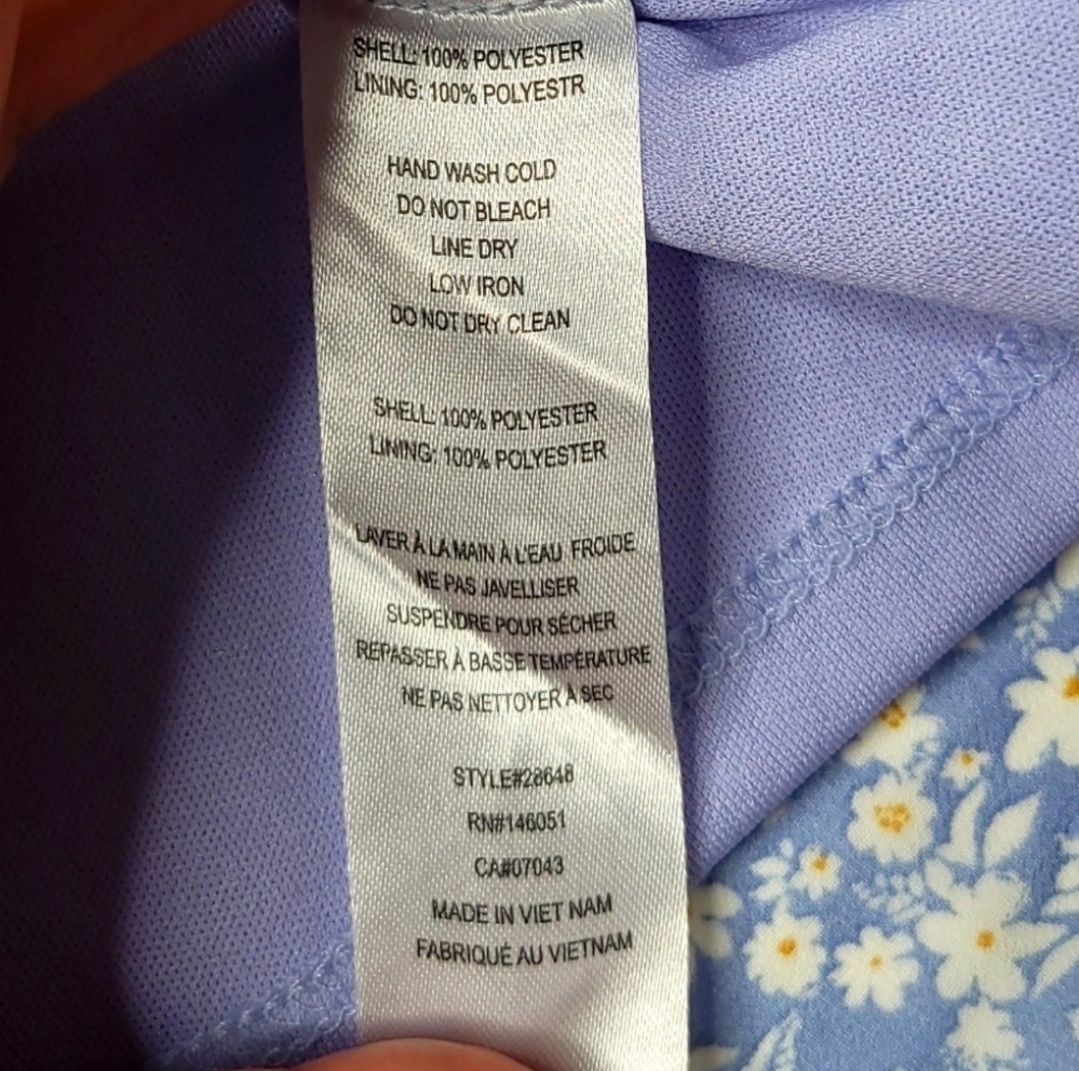 SHELL: 100% POLYESTER
LINING: 100% POLYESTR
HAND WASH COLD
DO NOT BLEACH
LINE DRY
LOW IRON
DO NOT DRY CLEAN
SHELL: 100% POLYESTER
LINING: 100% POLYESTER
LAVER À LA MAIN À L'EAU FROIDE
NE PAS JAVELLISER
SUSPENDRE POUR SÉCHER
REPASSER À BASSE TEMPÉRATURE
NE PAS NETTOYER À SEC
STYLE#28648
RN#146051
CA#07043
MADE IN VIET NAM
FABRIQUÉ AU VIETNAM